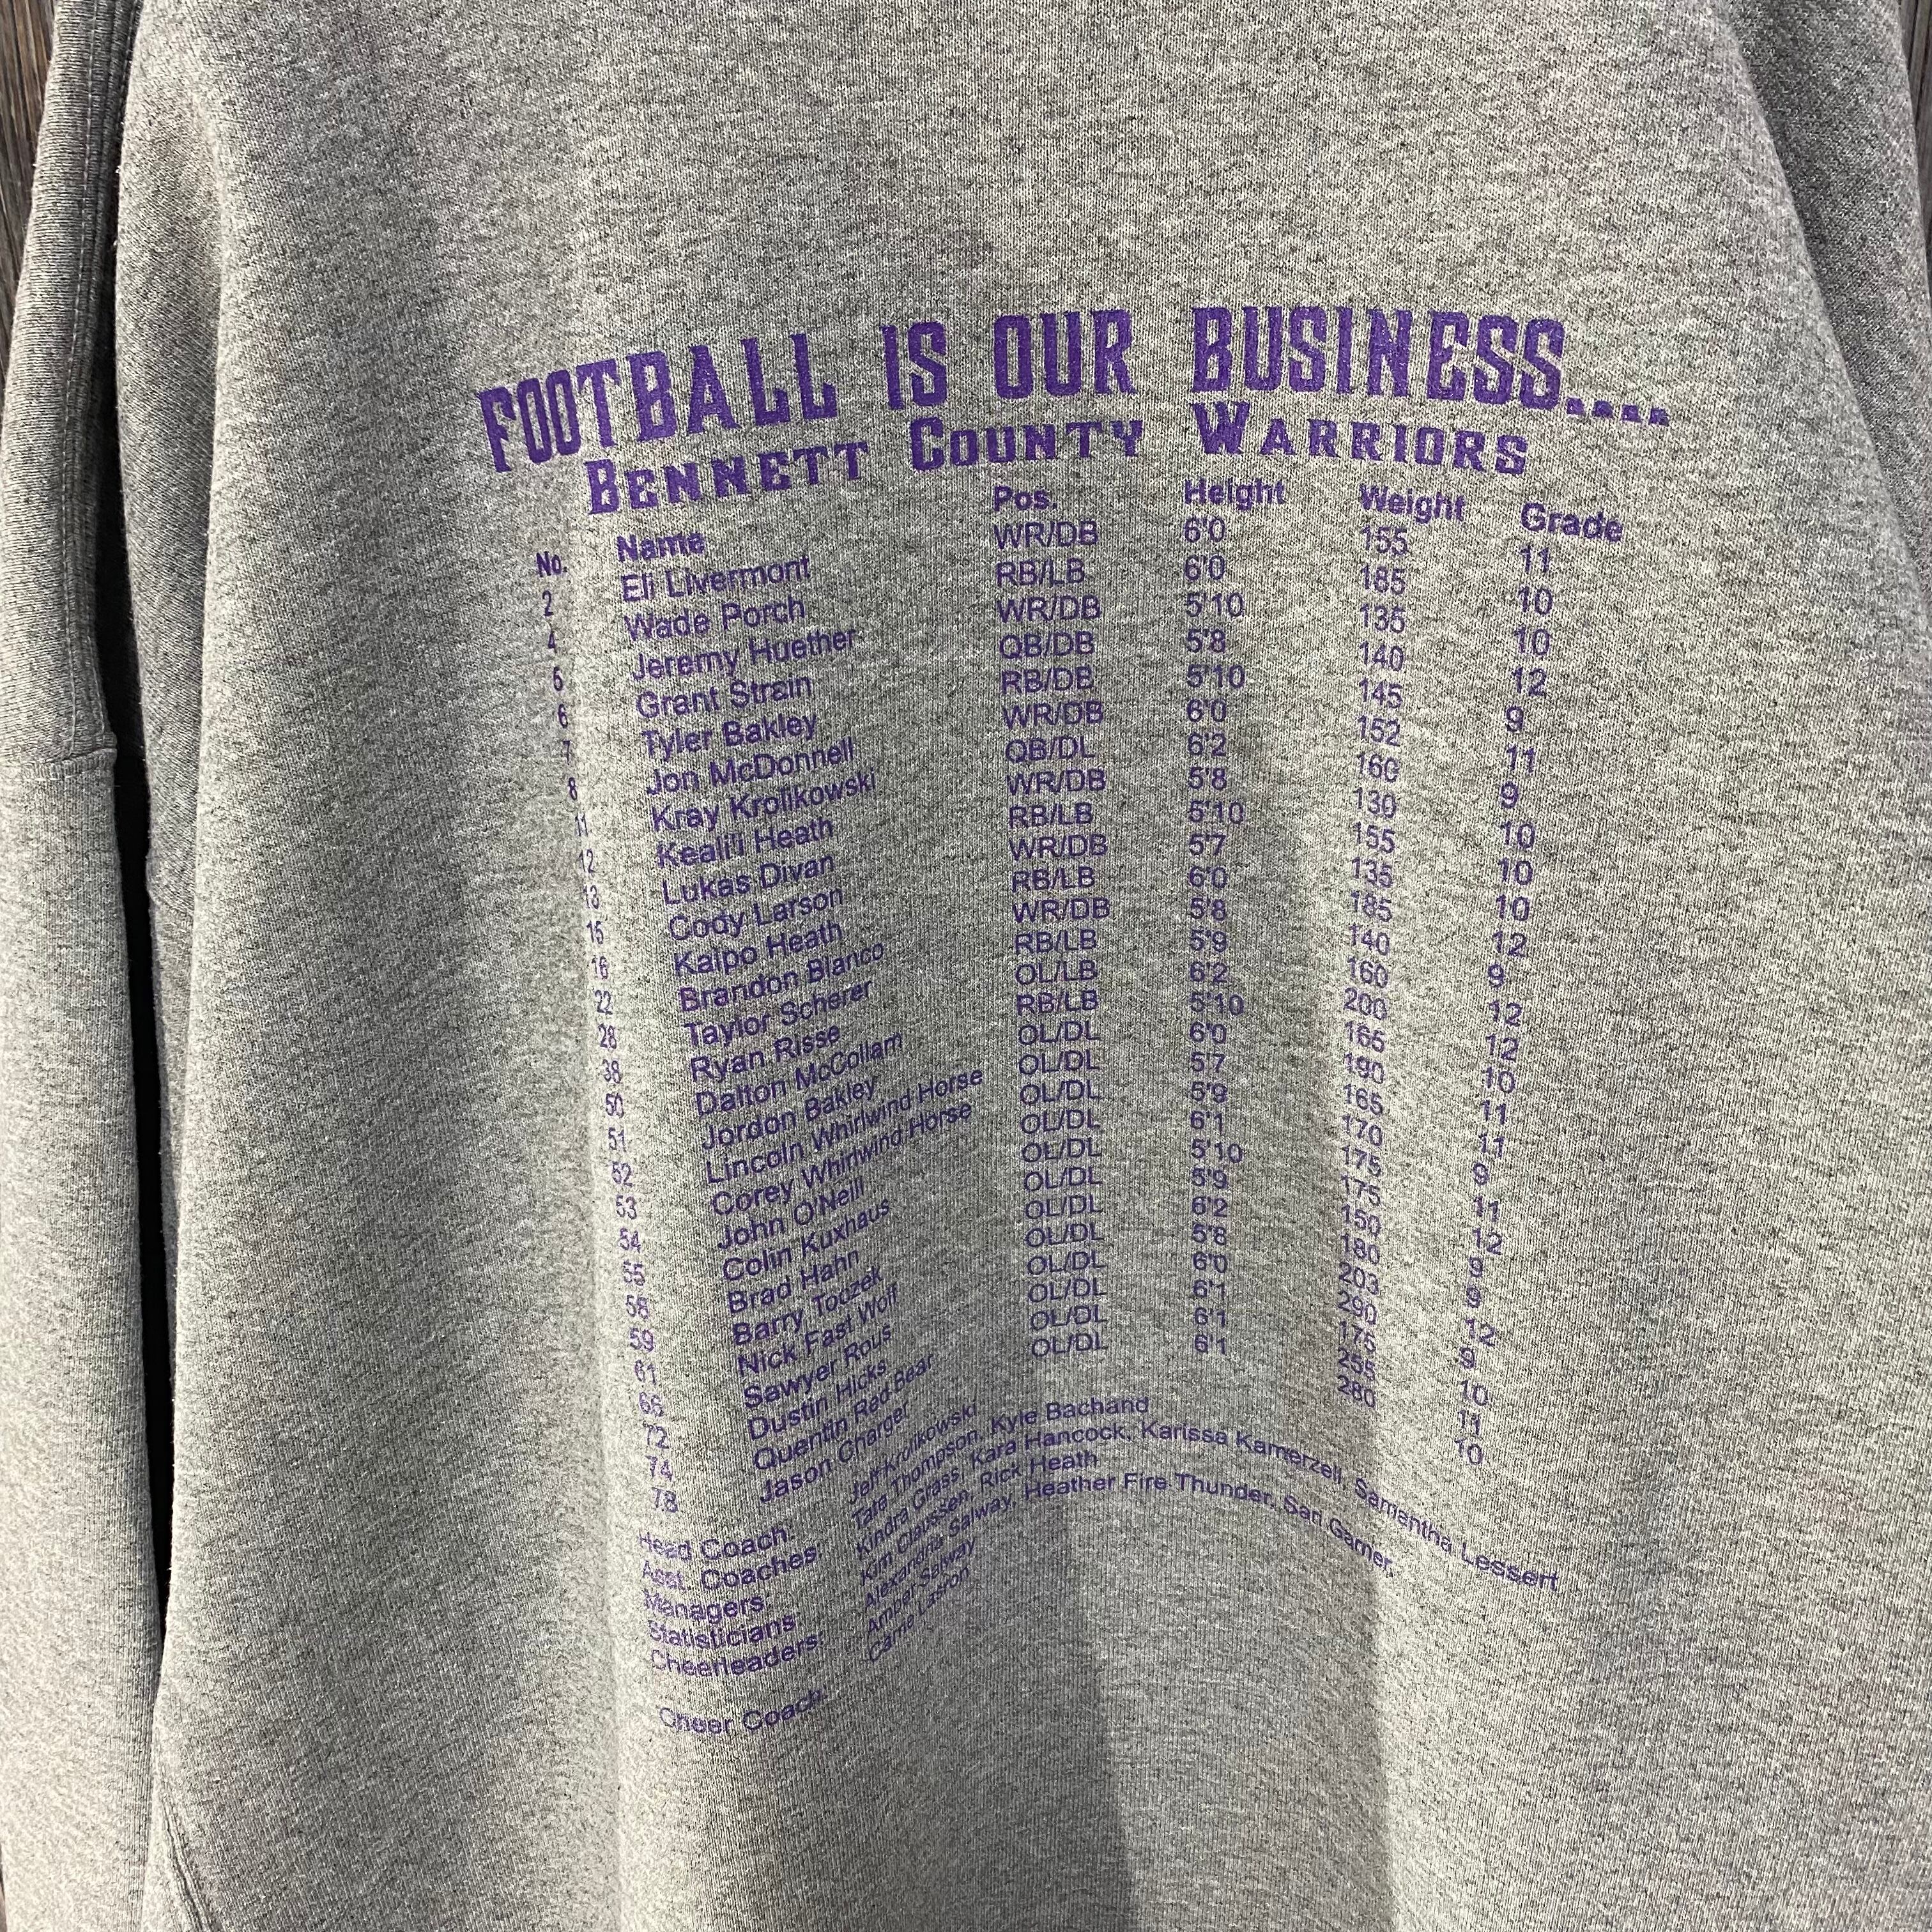 FOOTBALL IS OUR BUSINESS....
BENNETT COUNTY WARRIORS
No. Name Pos. Height Weight Grade
2 Eli Livermont WR/DB 6'0 155 11
4 Wade Porch RB/LB 6'0 185 10
5 Jeremy Huether WR/DB 5'10 135 10
6 Grant Strain QB/DB 5'8 140 12
7 Tyler Bakley RB/DB 5'10 145 9
8 Jon McDonnell WR/DB 6'0 152 11
11 Kray Krolikowski QB/DL 6'2 160 9
12 Keali'i Heath WR/DB 5'8 130 10
13 Lukas Divan RB/LB 5'10 155 10
15 Cody Larson WR/DB 5'7 135 10
16 Kaipo Heath RB/LB 6'0 185 12
22 Brandon Blanco WR/DB 5'8 140 9
28 Taylor Scherer RB/LB 5'9 160 12
38 Ryan Risse OL/LB 6'2 200 12
50 Dalton McCollam RB/LB 5'10 165 10
51 Jordon Bakley OL/DL 6'0 190 11
52 Lincoln Whirlwind Horse OL/DL 5'7 165 11
53 Corey Whirlwind Horse OL/DL 5'9 170 9
54 John O'Neill OL/DL 6'1 175 11
55 Colin Kuxhaus OL/DL 5'10 175 12
58 Brad Hahn OL/DL 5'9 150 9
59 Barry Touzek OL/DL 6'2 180 9
61 Nick Fast Wolf OL/DL 5'8 203 12
66 Sawyer Rous OL/DL 6'0 290 9
72 Dustin Hicks OL/DL 6'1 175 10
74 Quentin Red Bear OL/DL 6'1 255 11
78 Jason Charger OL/DL 6'1 280 10
Head Coach: Jeff Krolikowski
Asst. Coaches: Tate Thompson, Kyle Bachand
Managers: Kindra Grass, Kara Hancock, Karissa Kamerzell, Samantha Lessert
Statisticians: Kim Claussen, Rick Heath
Cheerleaders: Alexandria Salway, Heather Fire Thunder, Sari Garner,
Amber Salway
Cheer Coach: Carrie Lasron